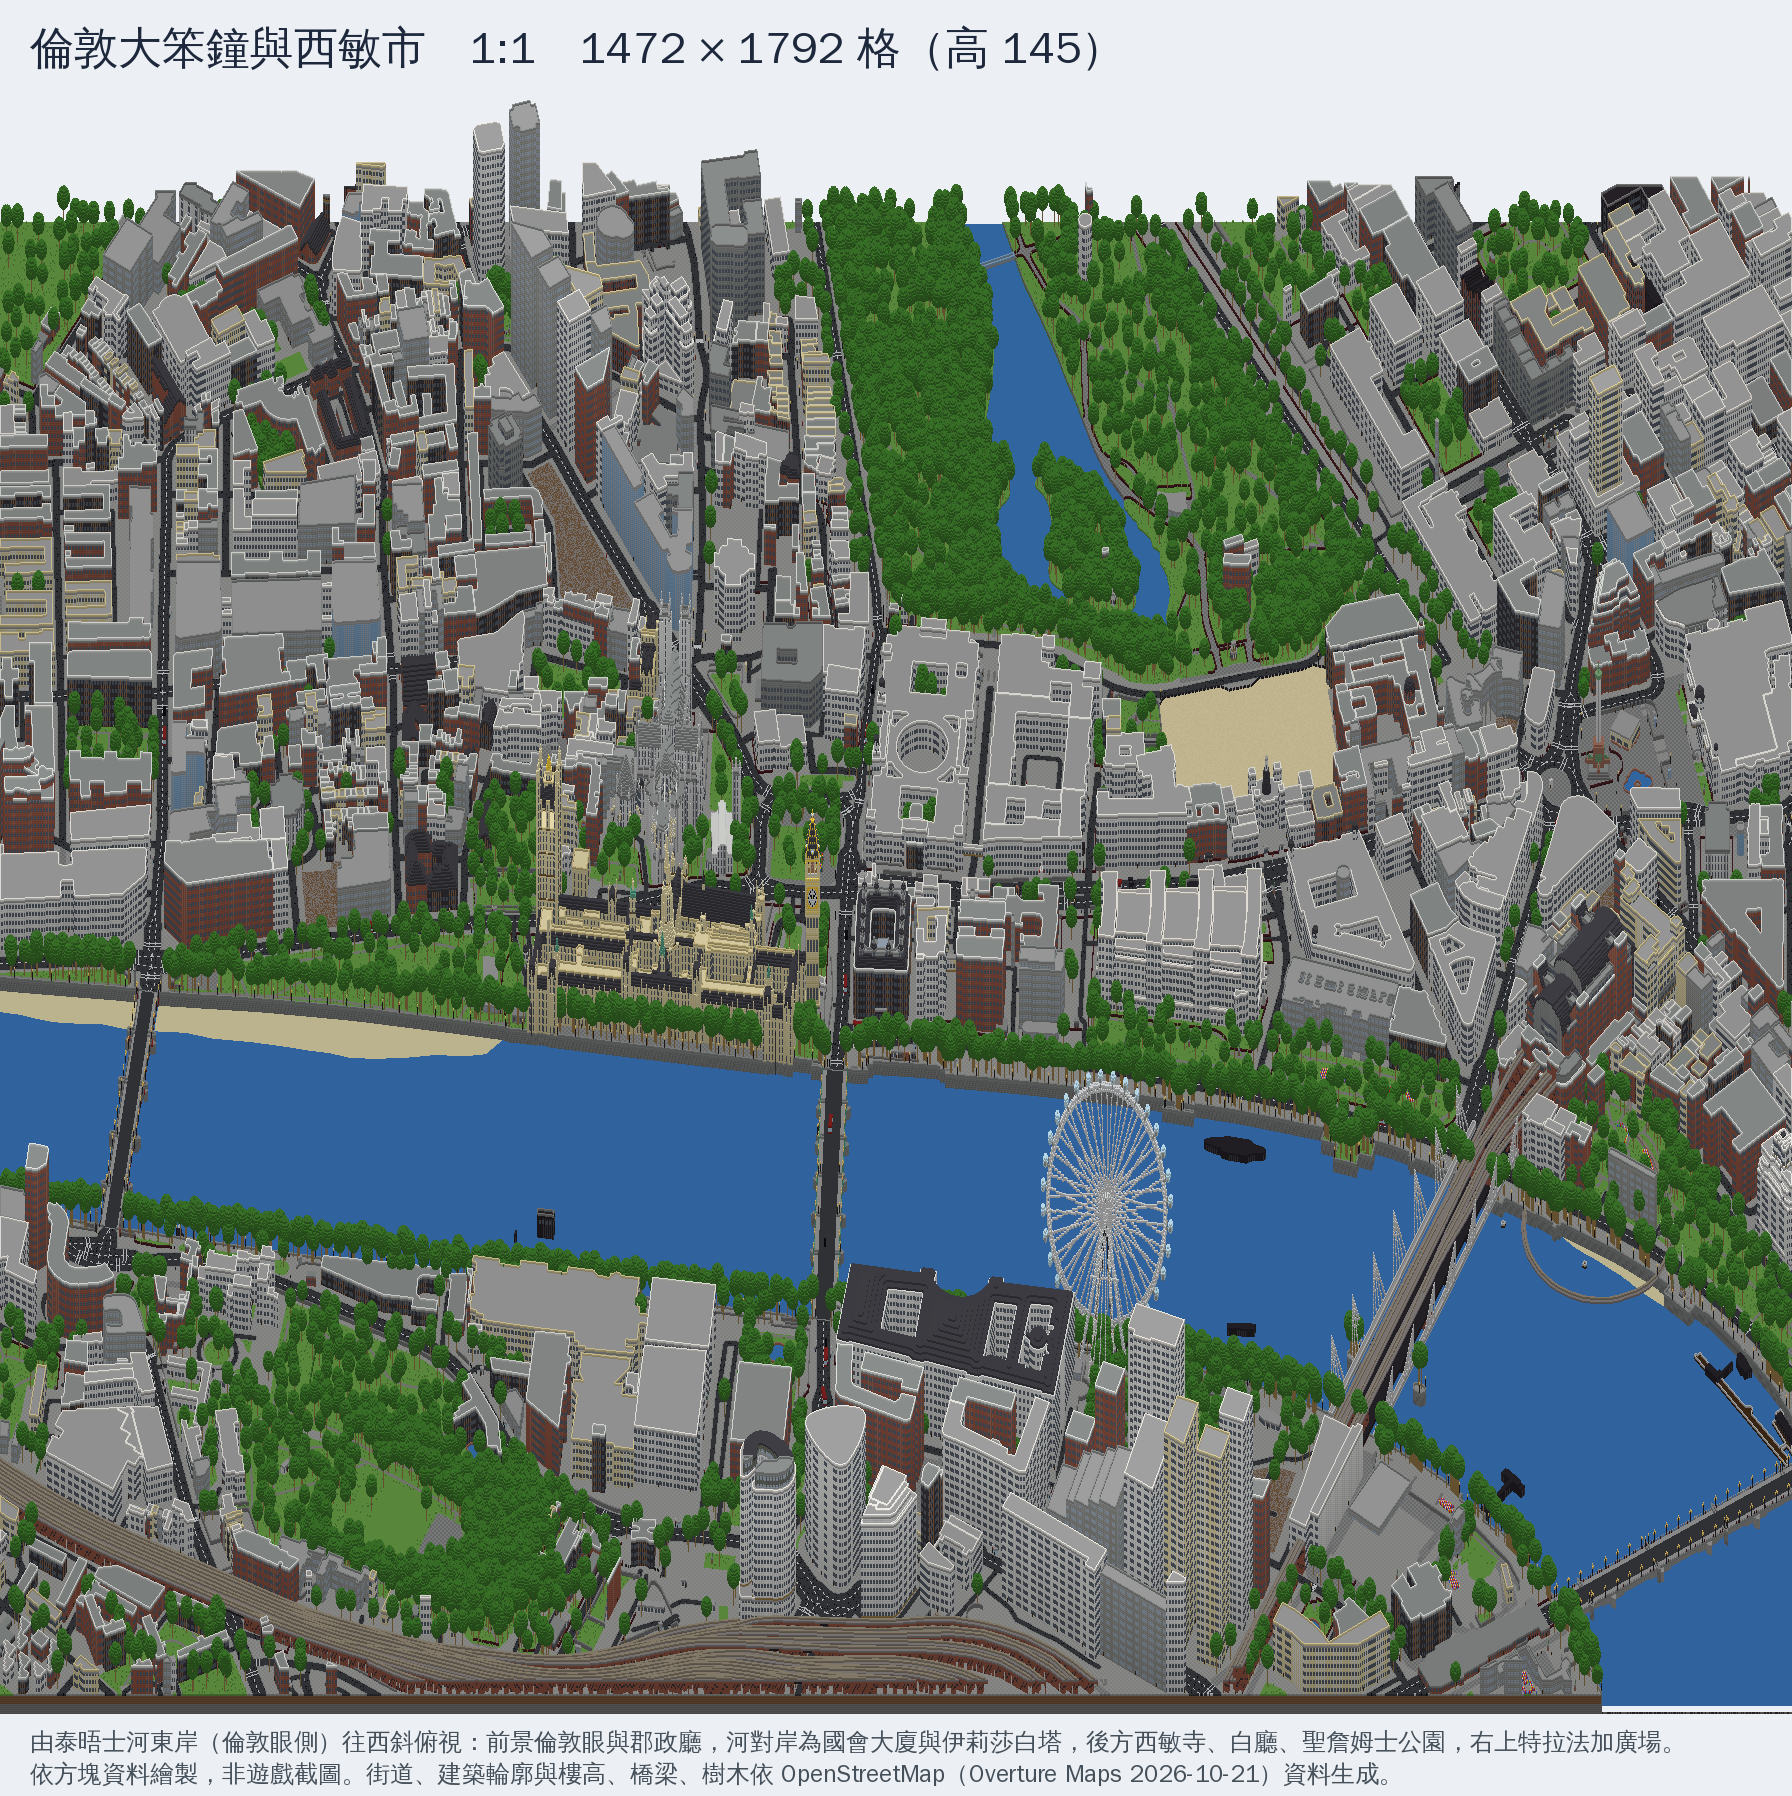 倫敦大笨鐘與西敏市　1:1　1472 × 1792 格（高 145）
由泰晤士河東岸（倫敦眼側）往西斜俯視：前景倫敦眼與郡政廳，河對岸為國會大廈與伊莉莎白塔，後方西敏寺、白廳、聖詹姆士公園，右上特拉法加廣場。
依方塊資料繪製，非遊戲截圖。街道、建築輪廓與樓高、橋梁、樹木依 OpenStreetMap（Overture Maps 2026-10-21）資料生成。